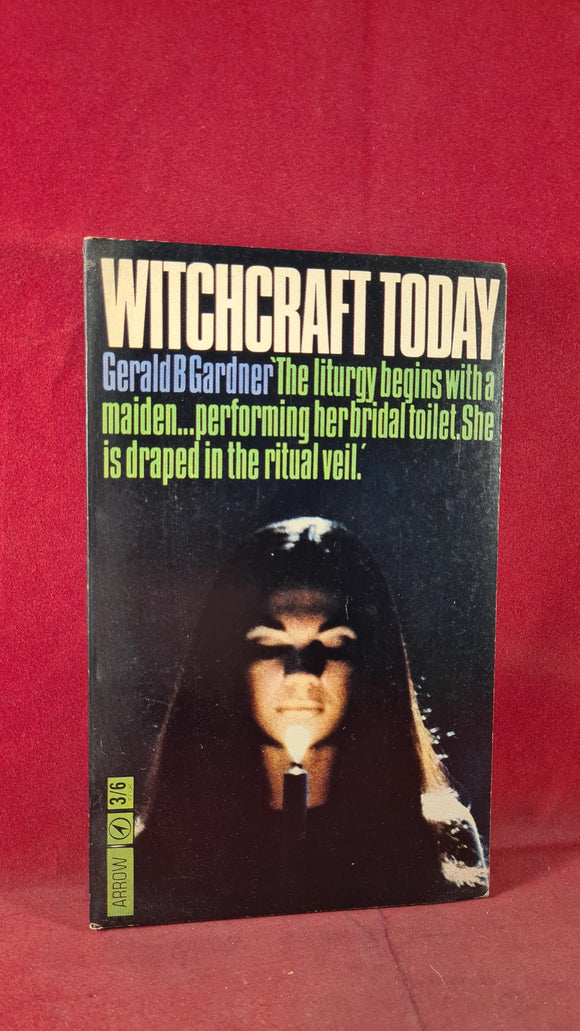 WITCHCRAFT TODAY
Gerald B Gardner 'The liturgy begins with a
maiden...performing her bridal toilet. She
is draped in the ritual veil.'
ARROW 3/6